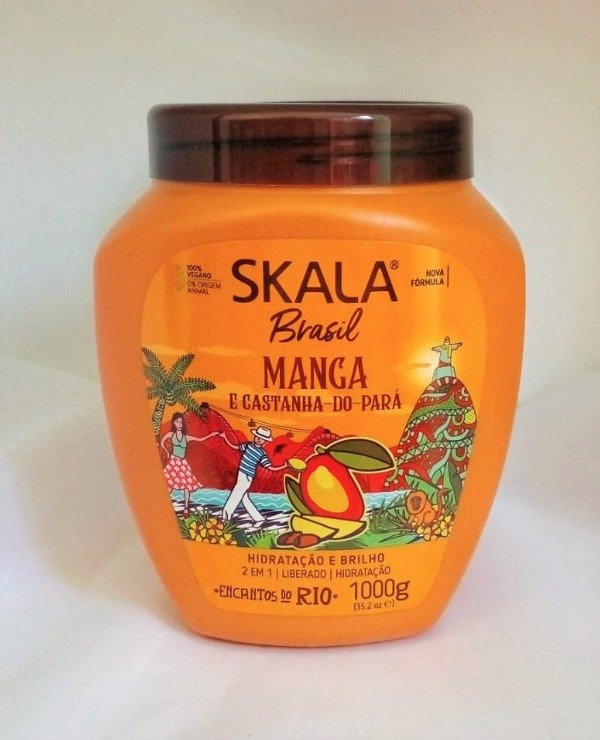 100%
VEGANO
0% ORIGEM
ANIMAL
SKALA®
NOVA
FÓRMULA
Brasil
MANGA
E CASTANHA-DO-PARÁ
HIDRATAÇÃO E BRILHO
2 EM 1 | LIBERADO | HIDRATAÇÃO
•ENCANTOS DO RIO• 1000g
(35.2 oz ℮)